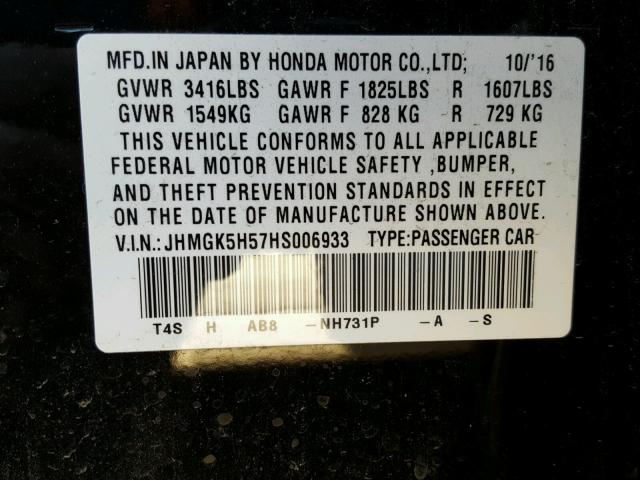 MFD.IN JAPAN BY HONDA MOTOR CO.,LTD; 10/'16
GVWR 3416LBS GAWR F 1825LBS R 1607LBS
GVWR 1549KG GAWR F 828 KG R 729 KG
THIS VEHICLE CONFORMS TO ALL APPLICABLE
FEDERAL MOTOR VEHICLE SAFETY ,BUMPER,
AND THEFT PREVENTION STANDARDS IN EFFECT
ON THE DATE OF MANUFACTURE SHOWN ABOVE.
V.I.N.:JHMGK5H57HS006933 TYPE:PASSENGER CAR
T4S H AB8 -NH731P -A -S